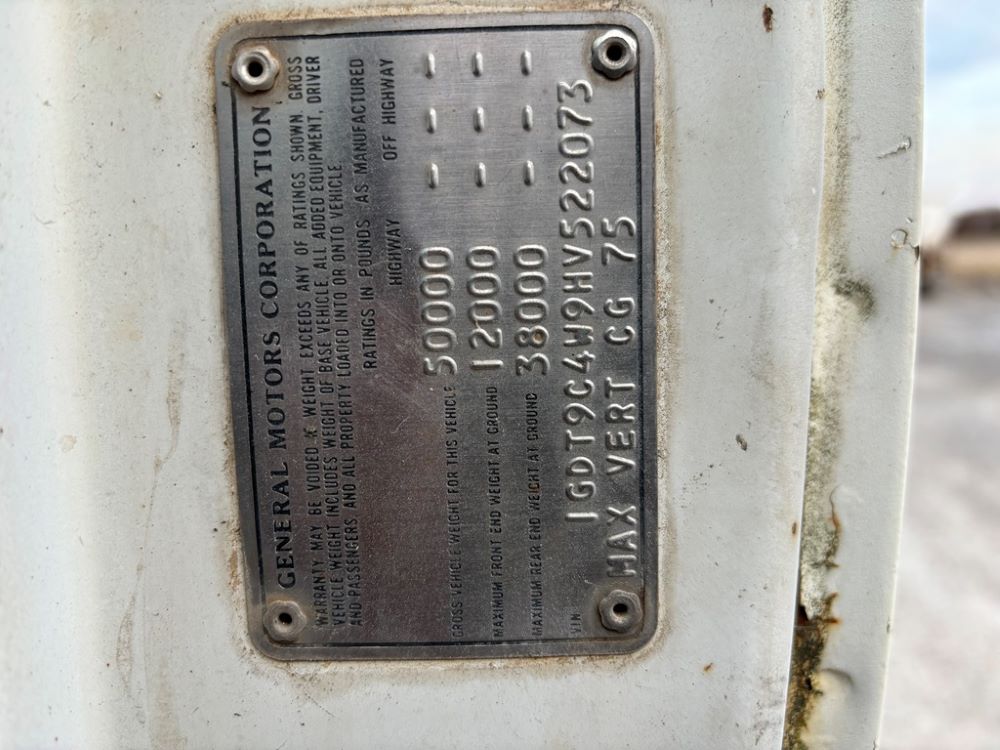 GENERAL MOTORS CORPORATION
WARRANTY MAY BE VOIDED IF WEIGHT EXCEEDS ANY OF RATINGS SHOWN. GROSS
VEHICLE WEIGHT INCLUDES WEIGHT OF BASE VEHICLE, ALL ADDED EQUIPMENT, DRIVER
AND PASSENGERS, AND ALL PROPERTY LOADED INTO OR ONTO VEHICLE
RATINGS IN POUNDS AS MANUFACTURED
HIGHWAY OFF HIGHWAY
GROSS VEHICLE WEIGHT FOR THIS VEHICLE 50000 - - -
MAXIMUM FRONT END WEIGHT AT GROUND 12000 - - -
MAXIMUM REAR END WEIGHT AT GROUND 38000 - - -
VIN 1GDT9C4W9HV522073
MAX VERT CG 75